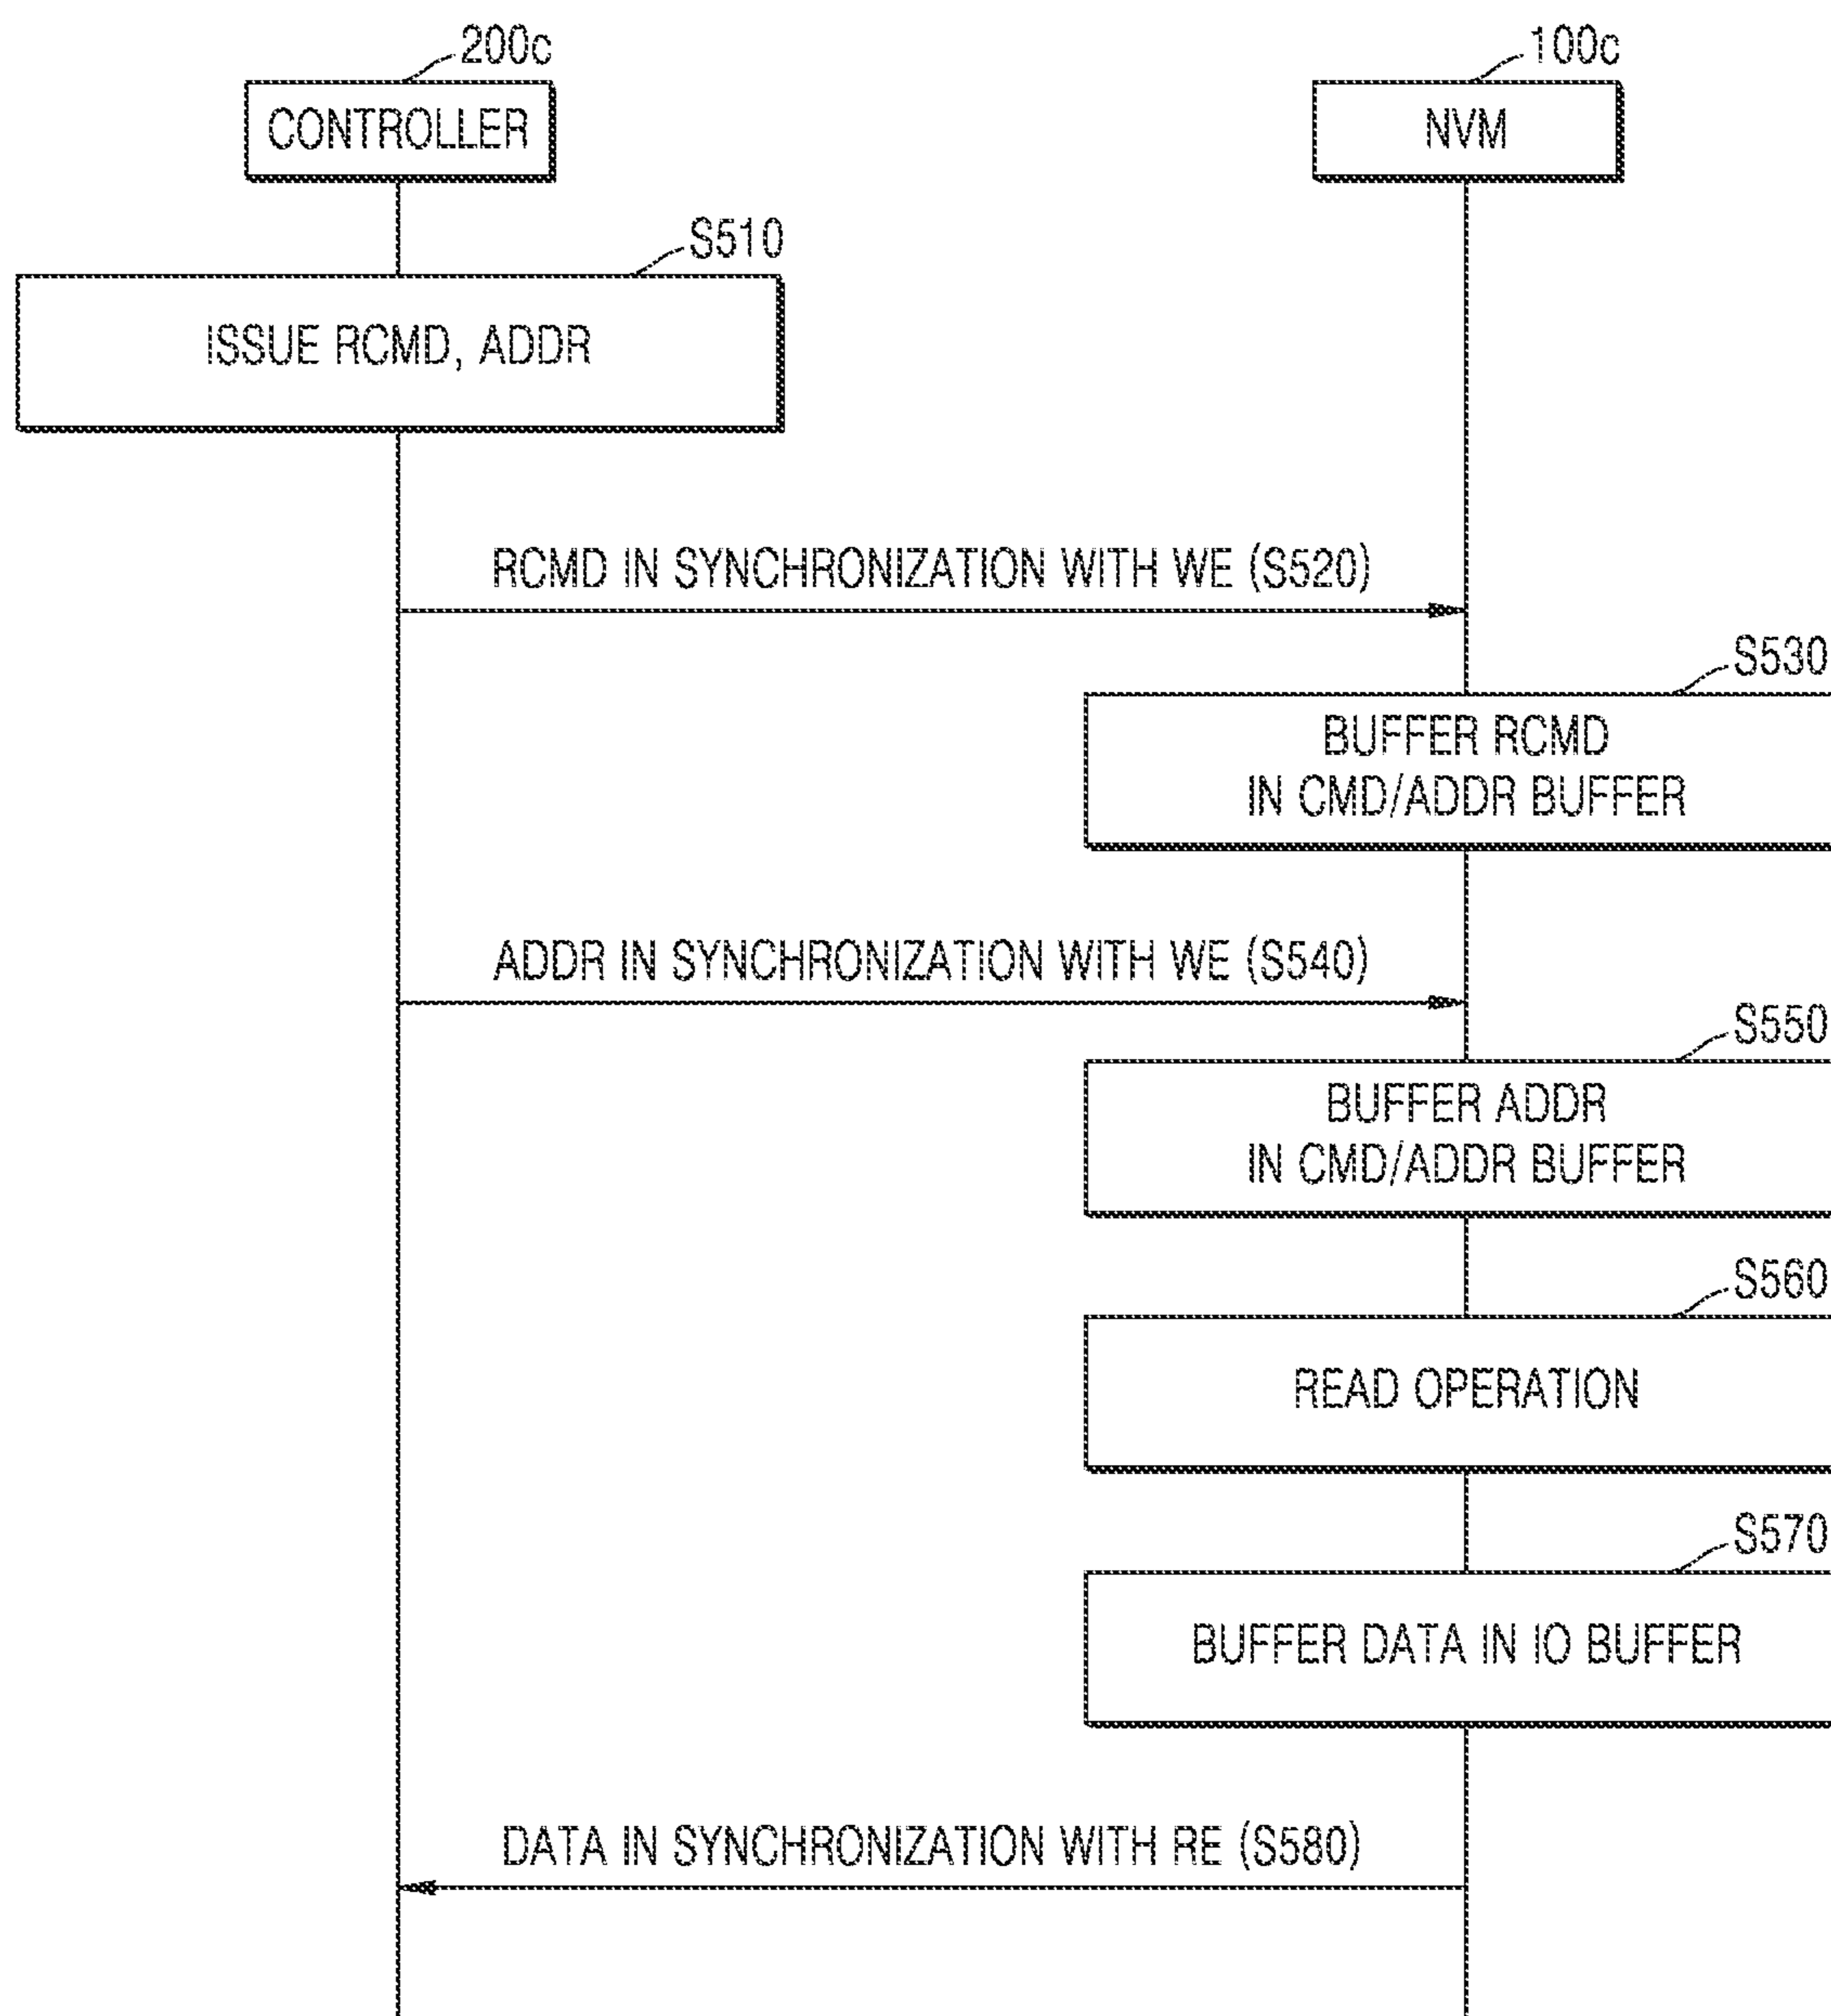 200c
100c
CONTROLLER
NVM
S510
ISSUE RCMD, ADDR
RCMD IN SYNCHRONIZATION WITH WE (S520)
S530
BUFFER RCMD
IN CMD/ADDR BUFFER
ADDR IN SYNCHRONIZATION WITH WE (S540)
S550
BUFFER ADDR
IN CMD/ADDR BUFFER
S560
READ OPERATION
S570
BUFFER DATA IN IO BUFFER
DATA IN SYNCHRONIZATION WITH RE (S580)